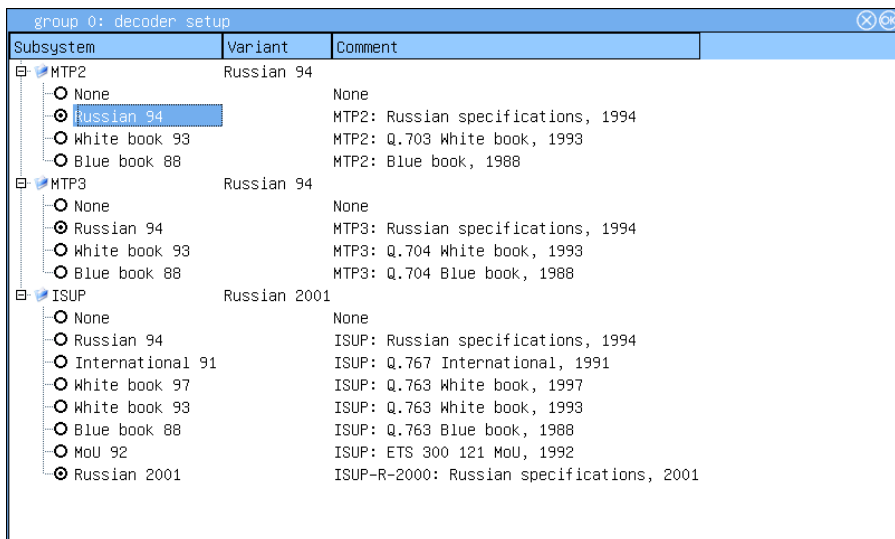 group 0: decoder setup OK
Subsystem Variant Comment
MTP2 Russian 94
None None
Russian 94 MTP2: Russian specifications, 1994
White book 93 MTP2: Q.703 White book, 1993
Blue book 88 MTP2: Blue book, 1988
MTP3 Russian 94
None None
Russian 94 MTP3: Russian specifications, 1994
White book 93 MTP3: Q.704 White book, 1993
Blue book 88 MTP3: Q.704 Blue book, 1988
ISUP Russian 2001
None None
Russian 94 ISUP: Russian specifications, 1994
International 91 ISUP: Q.767 International, 1991
White book 97 ISUP: Q.763 White book, 1997
White book 93 ISUP: Q.763 White book, 1993
Blue book 88 ISUP: Q.763 Blue book, 1988
MoU 92 ISUP: ETS 300 121 MoU, 1992
Russian 2001 ISUP-R-2000: Russian specifications, 2001